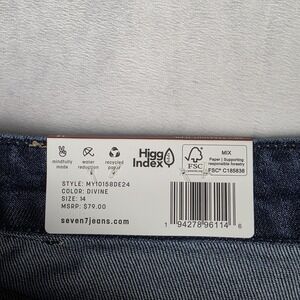 mindfully made
water reduction
recycled
Higg Index
FSC
MIX
Paper | Supporting
responsible forestry
FSC® C185838
STYLE: MY10158DE24
COLOR: DIVINE
SIZE: 14
MSRP: $79.00
seven7jeans.com
1 94278 96114 6